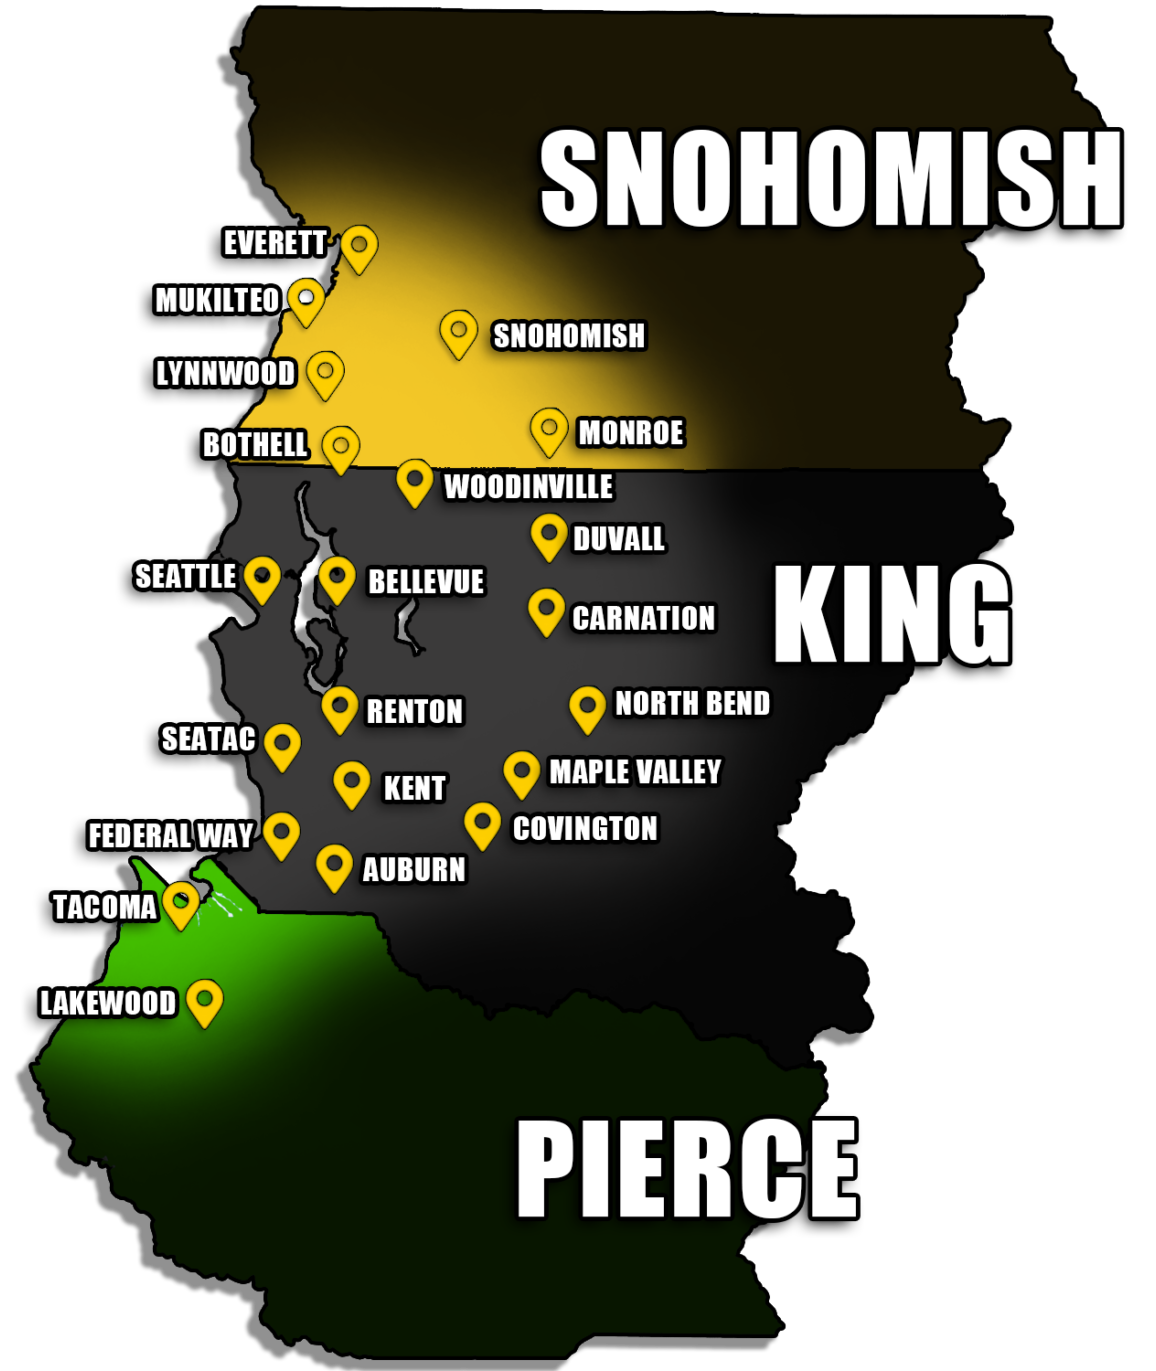 SNOHOMISH
EVERETT
MUKILTEO
SNOHOMISH
LYNNWOOD
MONROE
BOTHELL
WOODINVILLE
DUVALL
SEATTLE
BELLEVUE
CARNATION
KING
NORTH BEND
RENTON
SEATAC
MAPLE VALLEY
KENT
COVINGTON
FEDERAL WAY
AUBURN
TACOMA
LAKEWOOD
PIERCE